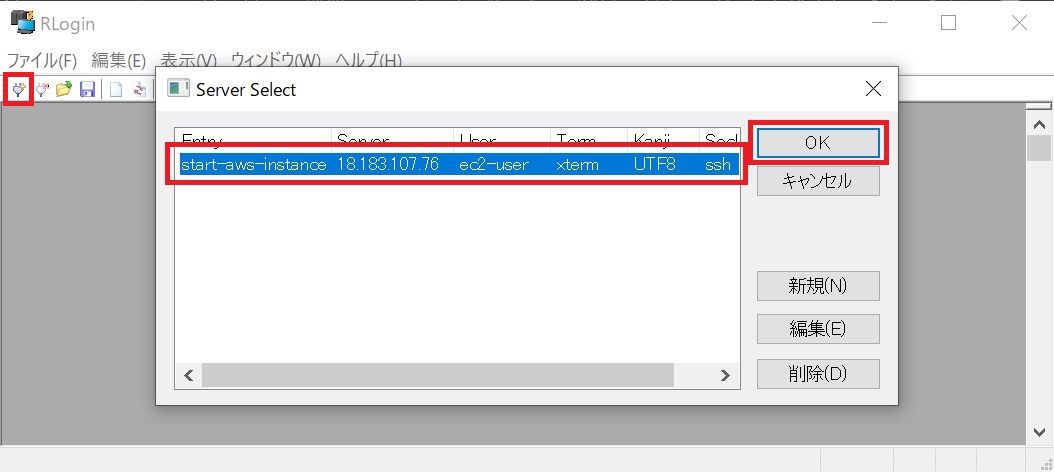 RLogin
ファイル(F) 編集(E) 表示(V) ウィンドウ(W) ヘルプ(H)
Server Select
Entry Server User Term Kanji Socl
start-aws-instance 18.183.107.76 ec2-user xterm UTF8 ssh
OK
キャンセル
新規(N)
編集(E)
削除(D)